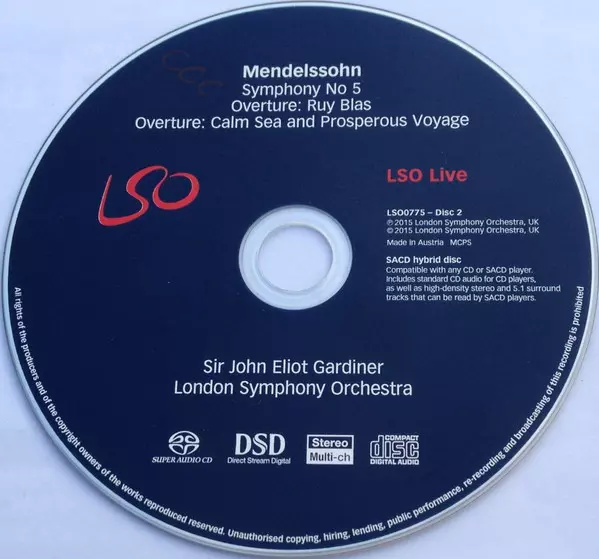 Mendelssohn
Symphony No 5
Overture: Ruy Blas
Overture: Calm Sea and Prosperous Voyage
LSO
LSO Live
LSO0775 – Disc 2
℗ 2015 London Symphony Orchestra, UK
© 2015 London Symphony Orchestra, UK
Made in Austria MCPS
SACD hybrid disc
Compatible with any CD or SACD player.
Includes standard CD audio for CD players,
as well as high-density stereo and 5.1 surround
tracks that can be read by SACD players.
Sir John Eliot Gardiner
London Symphony Orchestra
SUPER AUDIO CD
DSD
Direct Stream Digital
Stereo
Multi-ch
COMPACT
disc
DIGITAL AUDIO
All rights of the producers and of the copyright owners of the works reproduced reserved. Unauthorised copying, hiring, lending, public performance, re-recording and broadcasting of this recording is prohibited